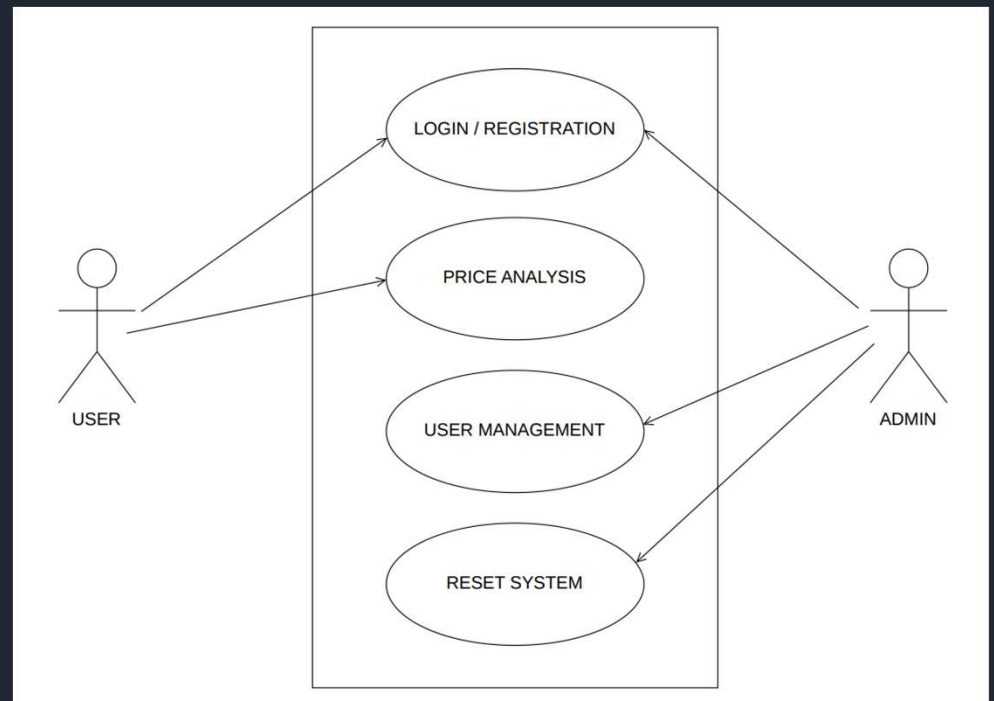 LOGIN / REGISTRATION
PRICE ANALYSIS
USER
USER MANAGEMENT
ADMIN
RESET SYSTEM